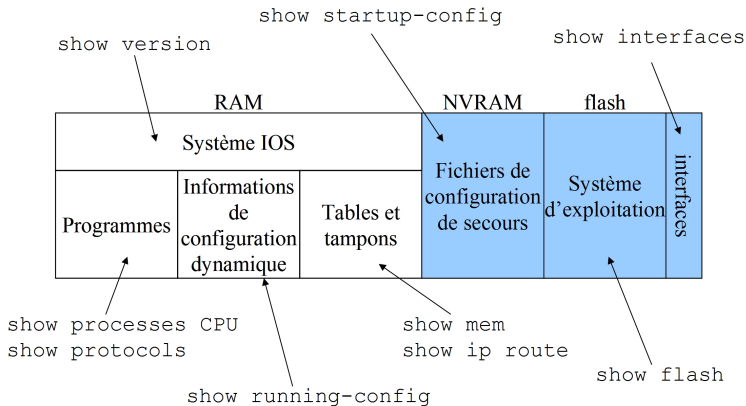 show startup-config
show version
show interfaces
RAM
NVRAM
flash
Système IOS
Programmes
Informations
de
configuration
dynamique
Tables et
tampons
Fichiers de
configuration
de secours
Système
d’exploitation
interfaces
show processes CPU
show protocols
show mem
show ip route
show flash
show running-config